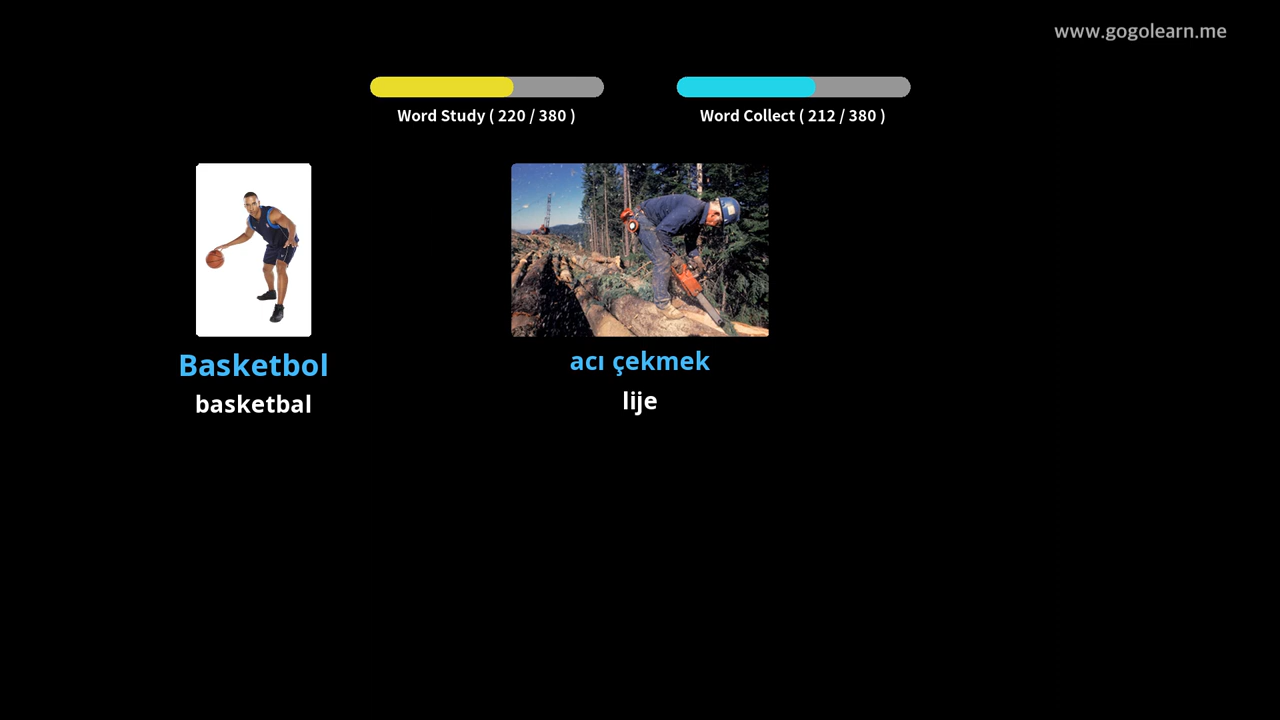 www.gogolearn.me
Word Study ( 220 / 380 )
Word Collect ( 212 / 380 )
Basketbol
basketbal
acı çekmek
lije